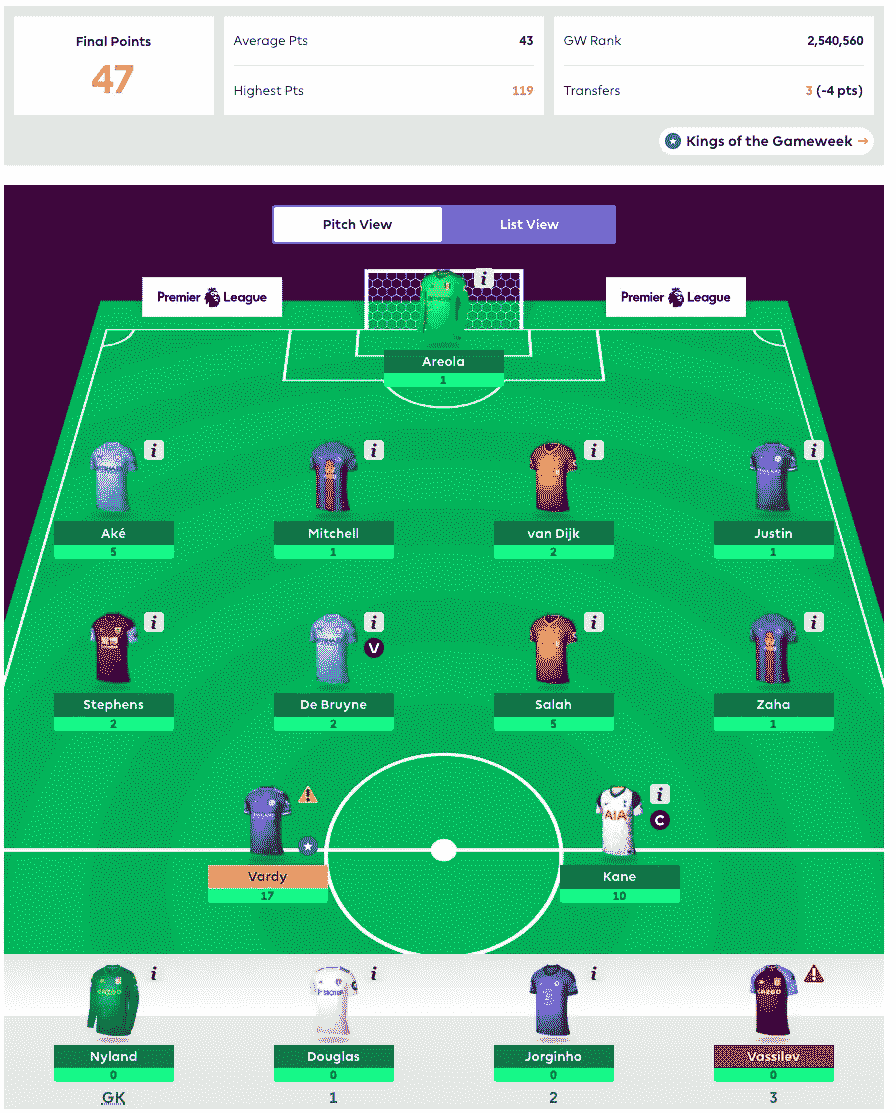 Final Points
47
Average Pts 43
Highest Pts 119
GW Rank 2,540,560
Transfers 3 (-4 pts)
Kings of the Gameweek →
Pitch View List View
Premier League Premier League
i
Areola
1
i i i i
Aké Mitchell van Dijk Justin
5 1 2 1
i i i i
V
Stephens De Bruyne Salah Zaha
2 2 5 1
! i
C
AIA
Vardy Kane
17 10
i i i !
Nyland Douglas Jorginho Vassilev
0 0 0 0
GK 1 2 3